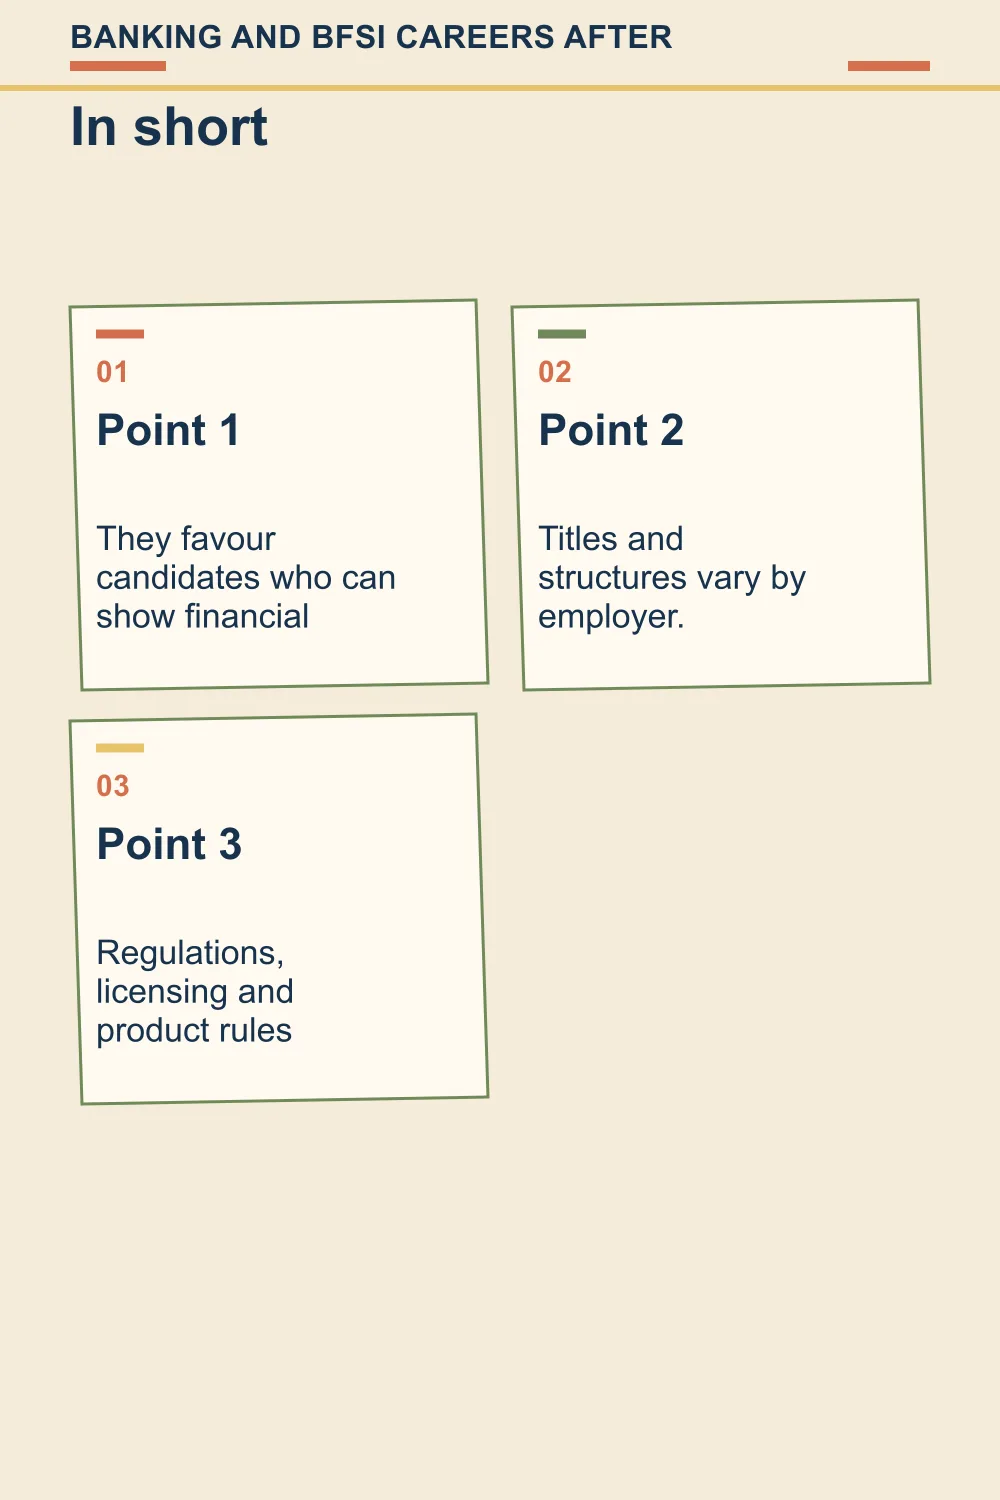 BANKING AND BFSI CAREERS AFTER
In short
01
Point 1
They favour
candidates who can
show financial
02
Point 2
Titles and
structures vary by
employer.
03
Point 3
Regulations,
licensing and
product rules